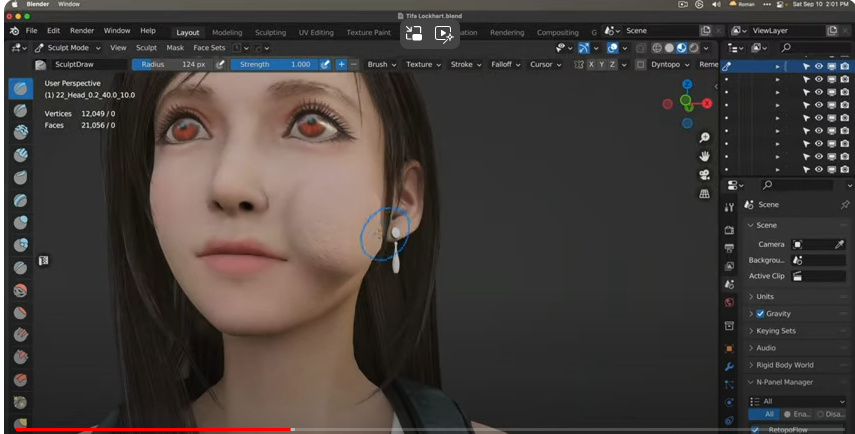 Blender Window Roman Sat Sep 10 2:01 PM
Tifa Lockhart.blend
File Edit Render Window Help Layout Modeling Sculpting UV Editing Texture Paint Rendering Compositing G Scene ViewLayer
Sculpt Mode View Sculpt Mask Face Sets
SculptDraw Radius 124 px Strength 1.000 Brush Texture Stroke Falloff Cursor X Y Z Dyntopo Reme
User Perspective
(1) 22_Head_0.2_40.0_10.0
Vertices 12,049 / 0
Faces 21,056 / 0
Z
X
Y
Scene
Scene
Camera
Backgrou...
Active Clip
Units
Gravity
Keying Sets
Audio
Rigid Body World
N-Panel Manager
All
All Ena... Disa...
RetopoFlow